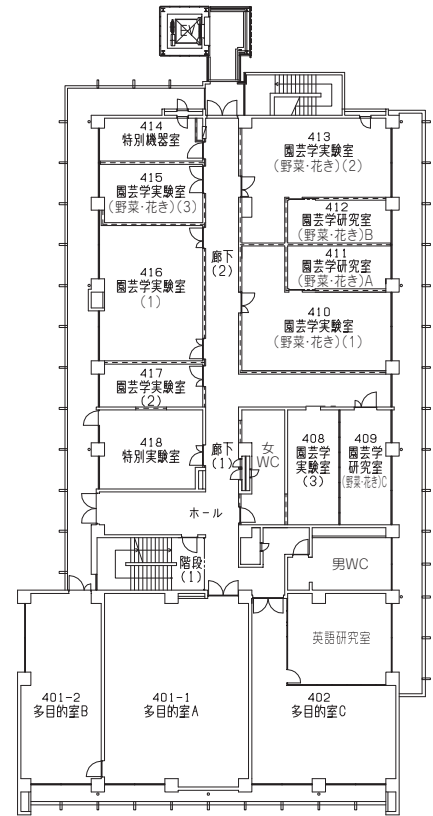 EV
414
特別機器室
415
園芸学実験室
(野菜・花き)(3)
416
園芸学実験室
(1)
417
園芸学実験室
(2)
418
特別実験室
廊下
(2)
413
園芸学実験室
(野菜・花き)(2)
412
園芸学研究室
(野菜・花き)B
411
園芸学研究室
(野菜・花き)A
410
園芸学実験室
(野菜・花き)(1)
廊下
(1)
女
WC
408
園芸学
実験室
(3)
409
園芸学
研究室
(野菜・花き)C
ホール
階段
(1)
男WC
英語研究室
401-2
多目的室B
401-1
多目的室A
402
多目的室C